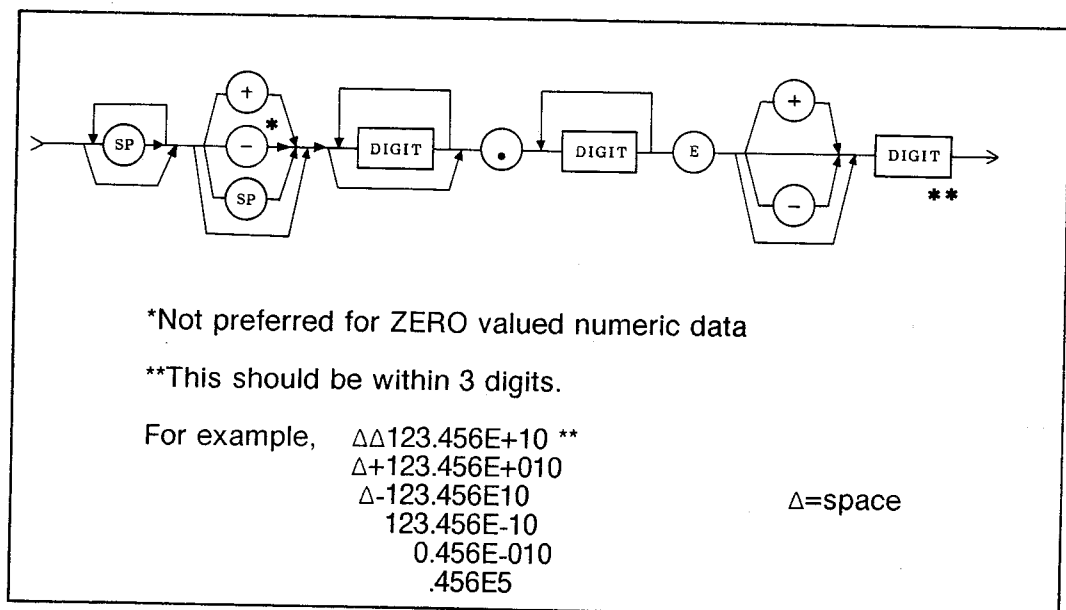 + +
SP − * DIGIT . DIGIT E DIGIT
SP − **
*Not preferred for ZERO valued numeric data
**This should be within 3 digits.
For example, ΔΔ123.456E+10 **
Δ+123.456E+010
Δ-123.456E10 Δ=space
123.456E-10
0.456E-010
.456E5